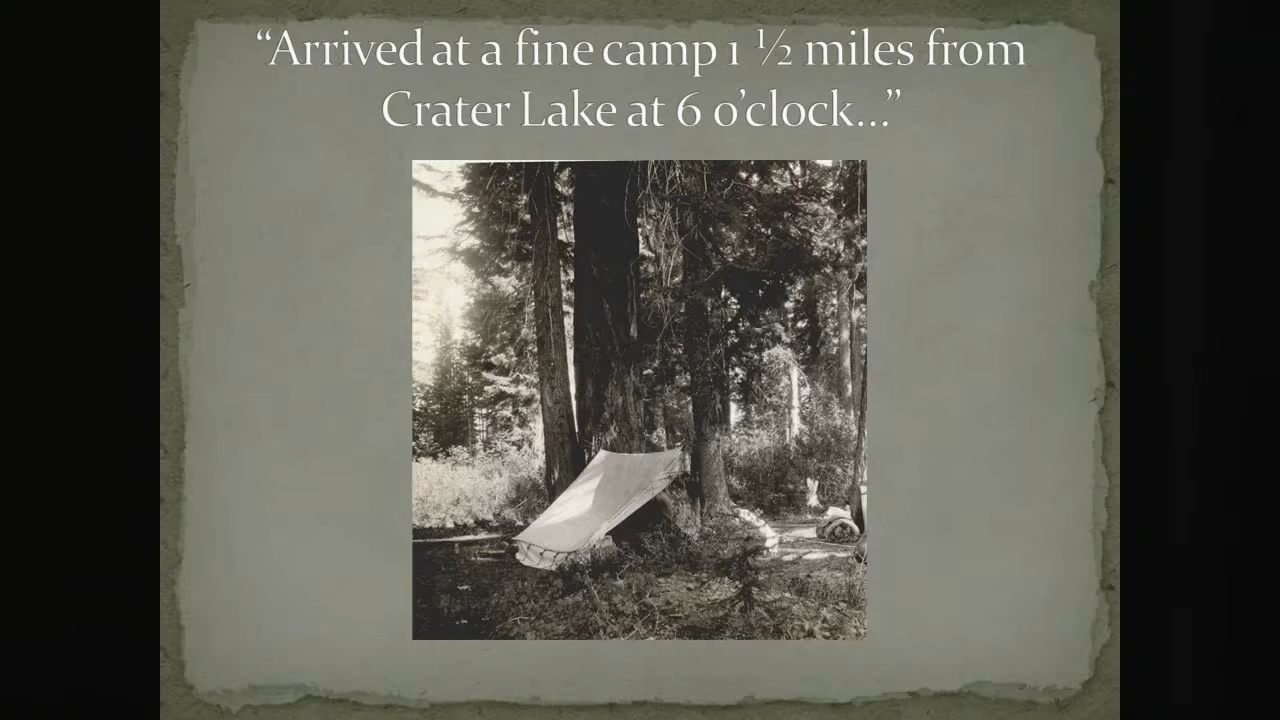 “Arrived at a fine camp 1 ½ miles from
Crater Lake at 6 o’clock…”